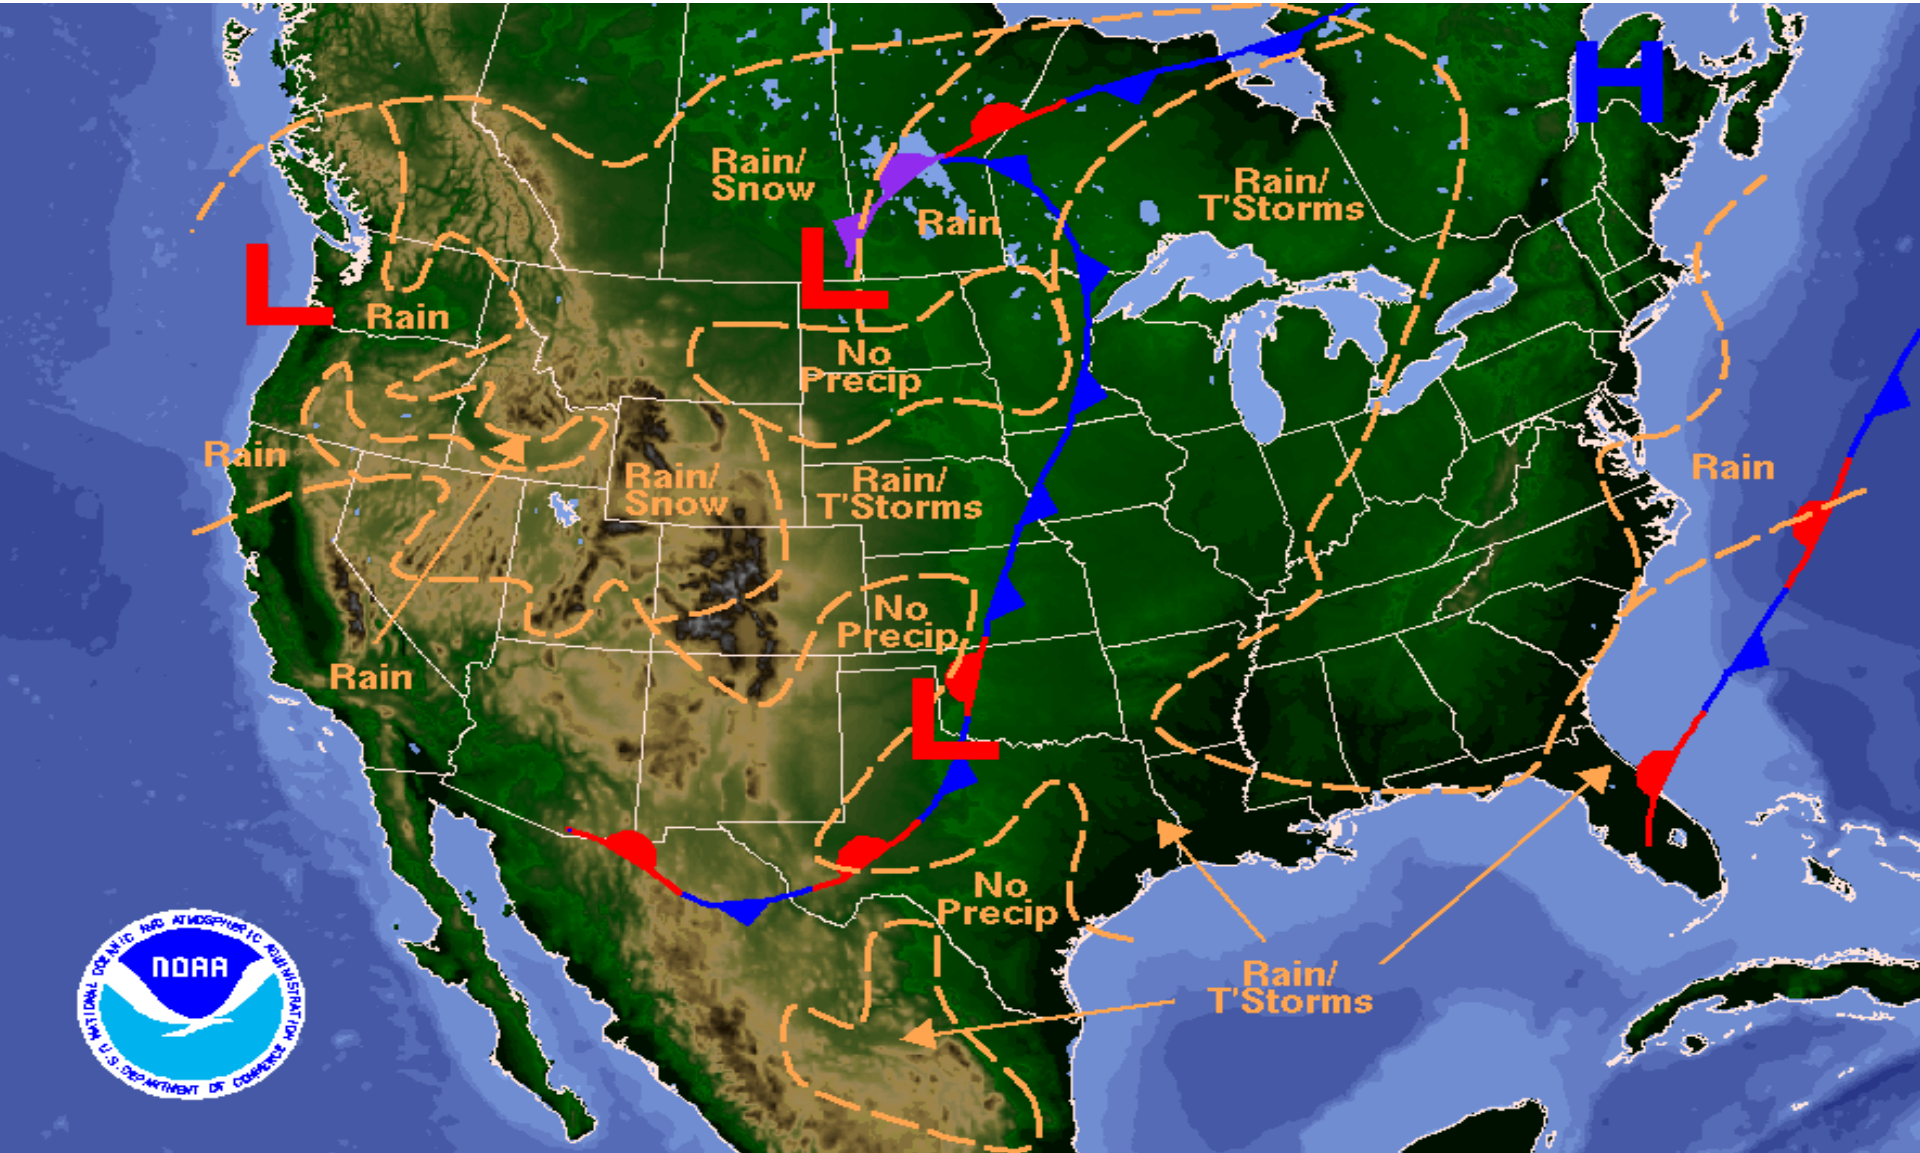 H
Rain/
Snow
Rain/
T'Storms
Rain
L
L
Rain
No
Precip
Rain
Rain/
Snow
Rain/
T'Storms
Rain
No
Precip
Rain
L
No
Precip
Rain/
T'Storms
NATIONAL OCEANIC AND ATMOSPHERIC ADMINISTRATION
NOAA
U.S. DEPARTMENT OF COMMERCE